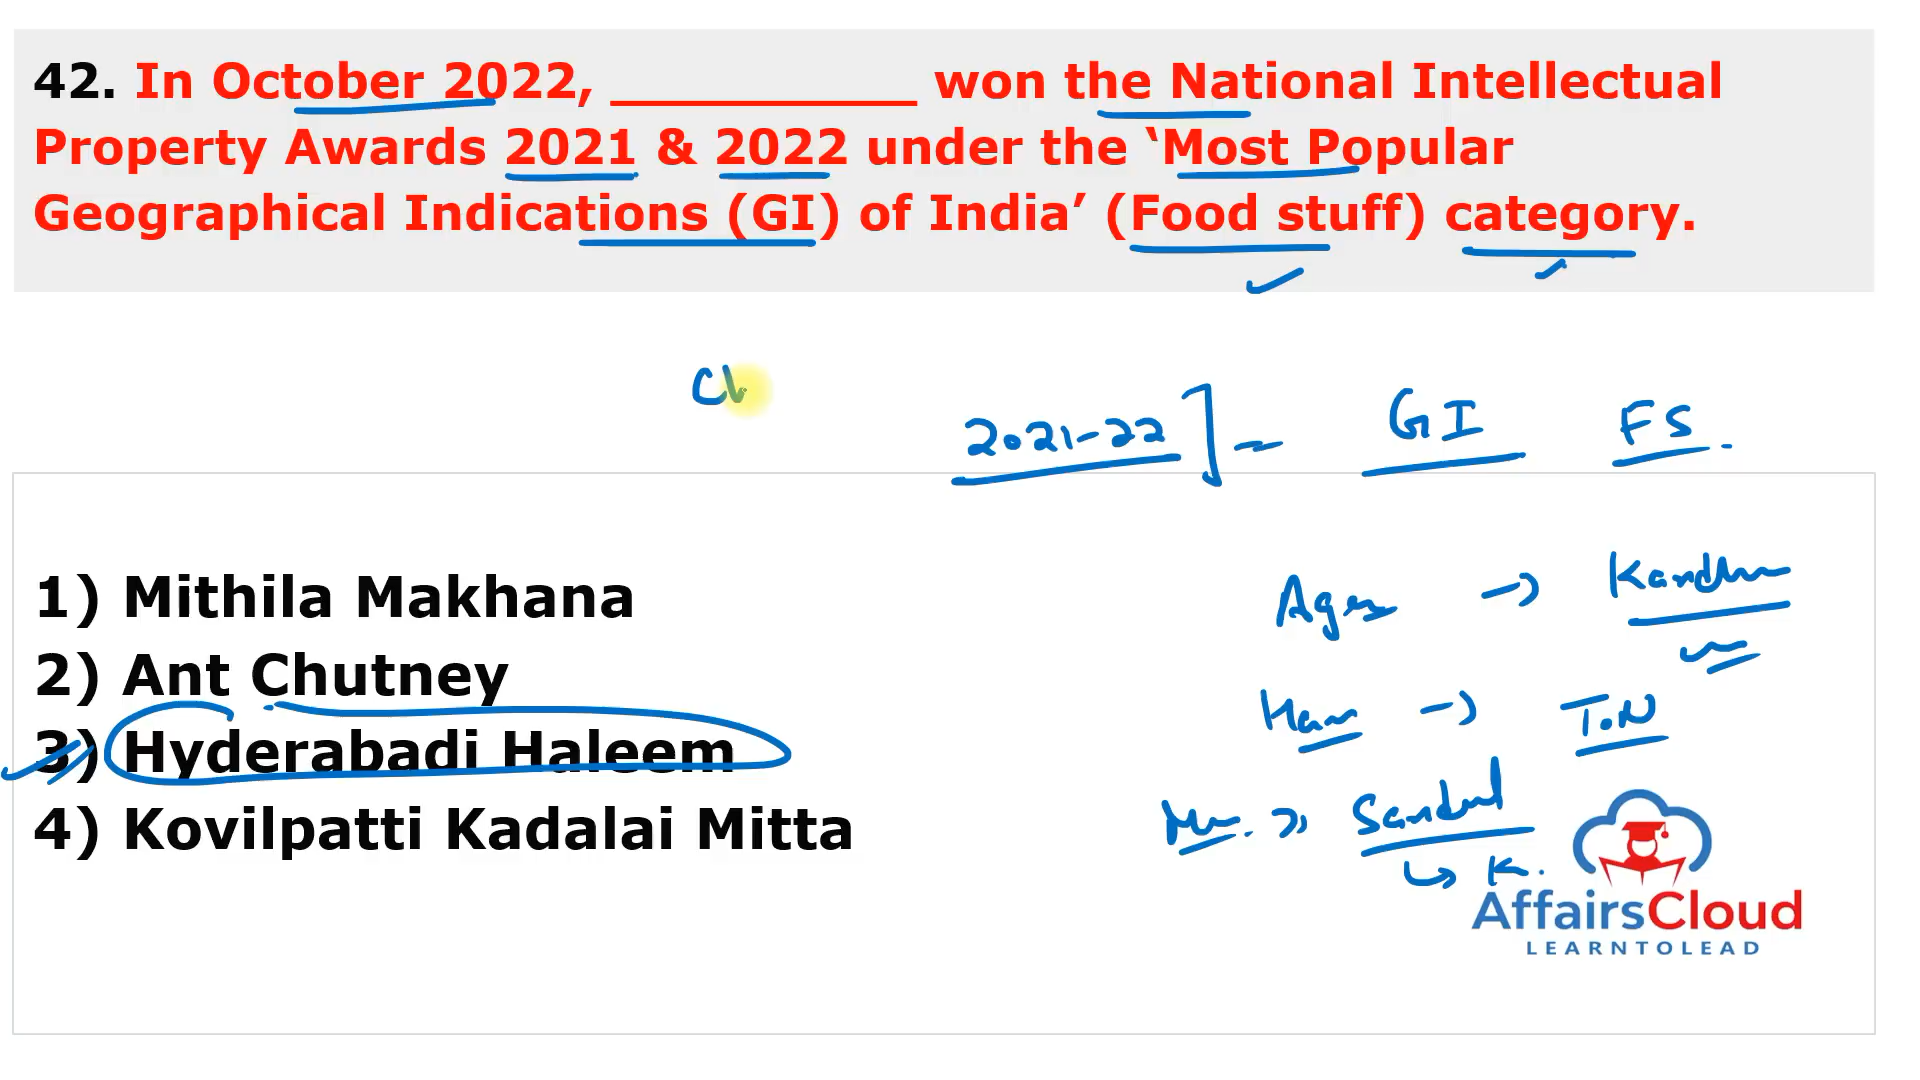 42. In October 2022, ____________ won the National Intellectual
Property Awards 2021 & 2022 under the ‘Most Popular
Geographical Indications (GI) of India’ (Food stuff) category.
2021-22 ] - GI FS.
1) Mithila Makhana
2) Ant Chutney
3) Hyderabadi Haleem
4) Kovilpatti Kadalai Mitta
T.N
K.
AffairsCloud
LEARNTOLEAD